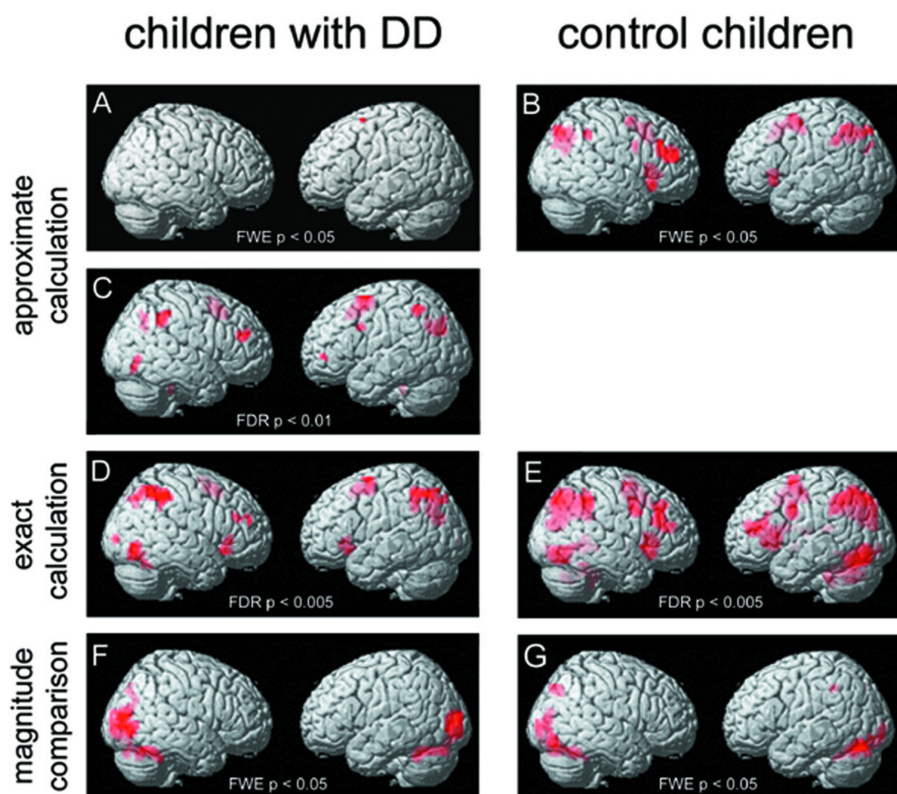 children with DD
control children
approximate
calculation
A
FWE p < 0.05
B
FWE p < 0.05
C
FDR p < 0.01
exact
calculation
D
FDR p < 0.005
E
FDR p < 0.005
magnitude
comparison
F
FWE p < 0.05
G
FWE p < 0.05